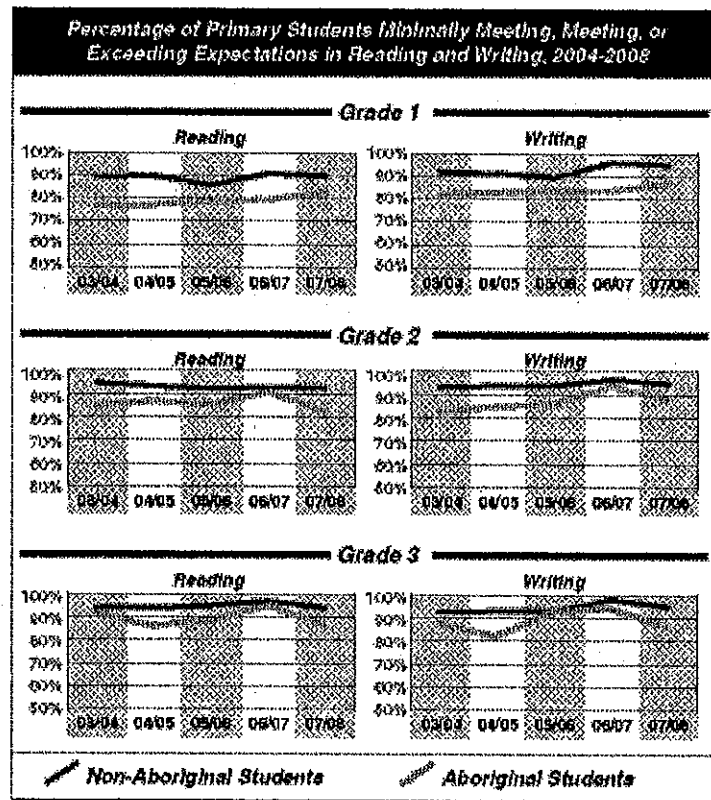 Percentage of Primary Students Minimally Meeting, Meeting, or
Exceeding Expectations in Reading and Writing, 2004-2008
Grade 1
Reading
100%
90%
80%
70%
60%
50%
03/04 04/05 05/06 06/07 07/08
Writing
100%
90%
80%
70%
60%
50%
03/04 04/05 05/06 06/07 07/08
Grade 2
Reading
100%
90%
80%
70%
60%
50%
03/04 04/05 05/06 06/07 07/08
Writing
100%
90%
80%
70%
60%
50%
03/04 04/05 05/06 06/07 07/08
Grade 3
Reading
100%
90%
80%
70%
60%
50%
03/04 04/05 05/06 06/07 07/08
Writing
100%
90%
80%
70%
60%
50%
03/04 04/05 05/06 06/07 07/08
Non-Aboriginal Students
Aboriginal Students